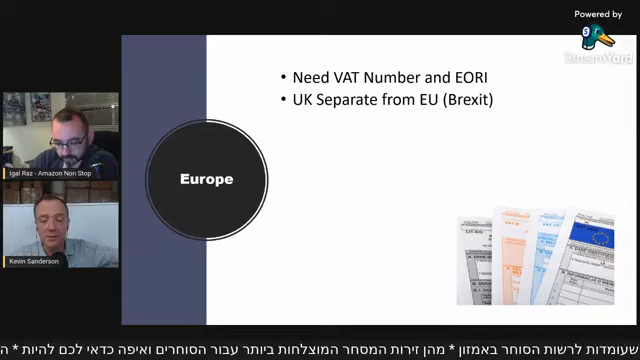 Powered by
StreamYard
• Need VAT Number and EORI
• UK Separate from EU (Brexit)
Europe
Igal Raz - Amazon Non Stop
Kevin Sanderson
שעומדות לרשות הסוחר באמזון * מהן זירות המסחר המוצלחות ביותר עבור הסוחרים ואיפה כדאי לכם להיות * ה